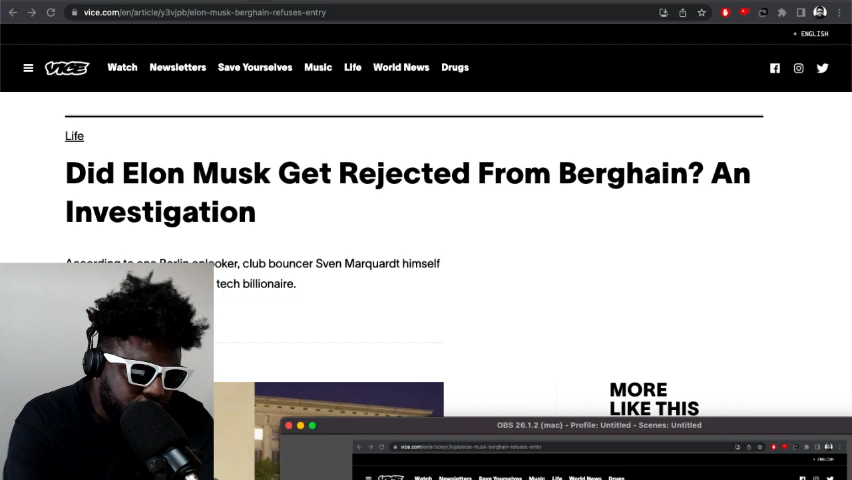 vice.com/en/article/y3vjpb/elon-musk-berghain-refuses-entry
+ ENGLISH
VICE Watch Newsletters Save Yourselves Music Life World News Drugs
Life
Did Elon Musk Get Rejected From Berghain? An
Investigation
According to one Berlin onlooker, club bouncer Sven Marquardt himself
tech billionaire.
MORE
LIKE THIS
OBS 26.1.2 (mac) - Profile: Untitled - Scenes: Untitled
vice.com/en/article/y3vjpb/elon-musk-berghain-refuses-entry
+ ENGLISH
VICE Watch Newsletters Save Yourselves Music Life World News Drugs